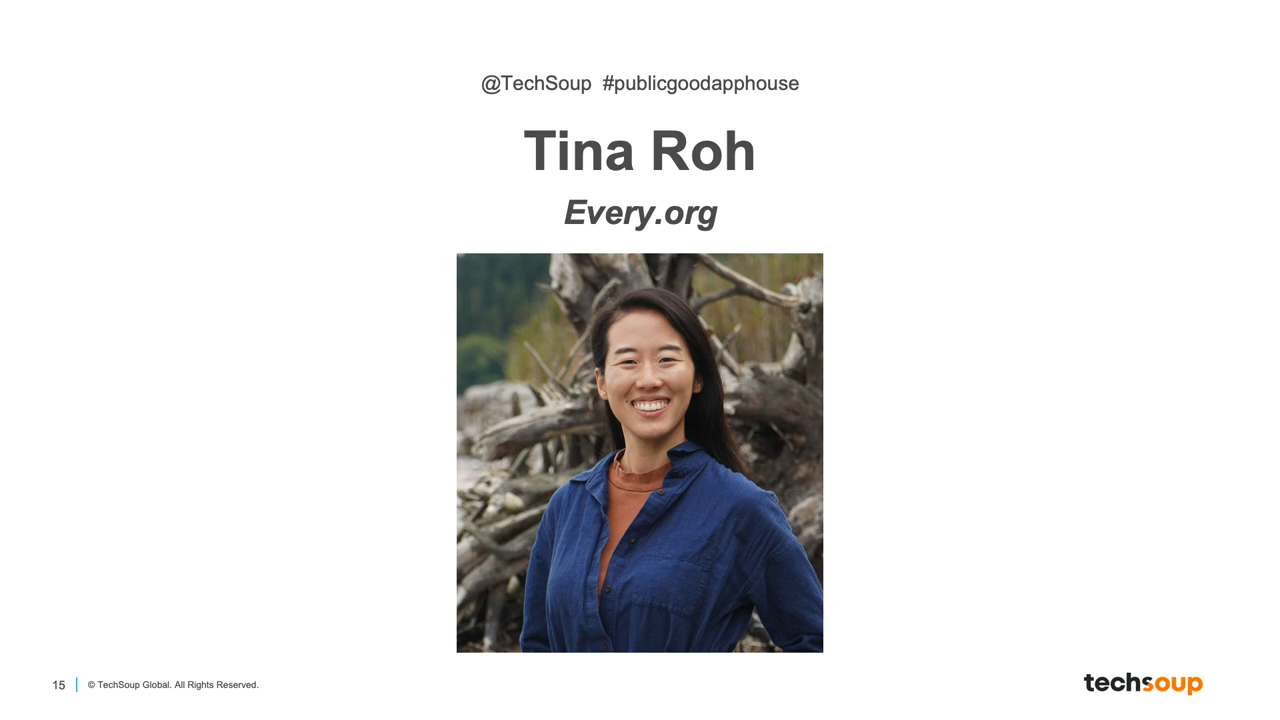 @TechSoup #publicgoodapphouse
Tina Roh
Every.org
15
© TechSoup Global. All Rights Reserved.
techsoup